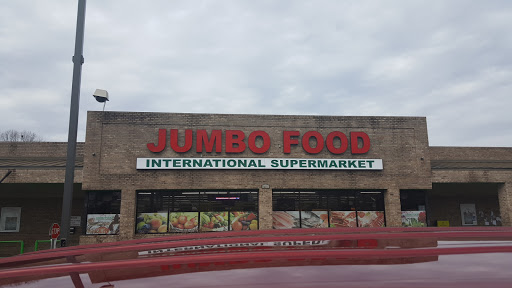 JUMBO FOOD
INTERNATIONAL SUPERMARKET